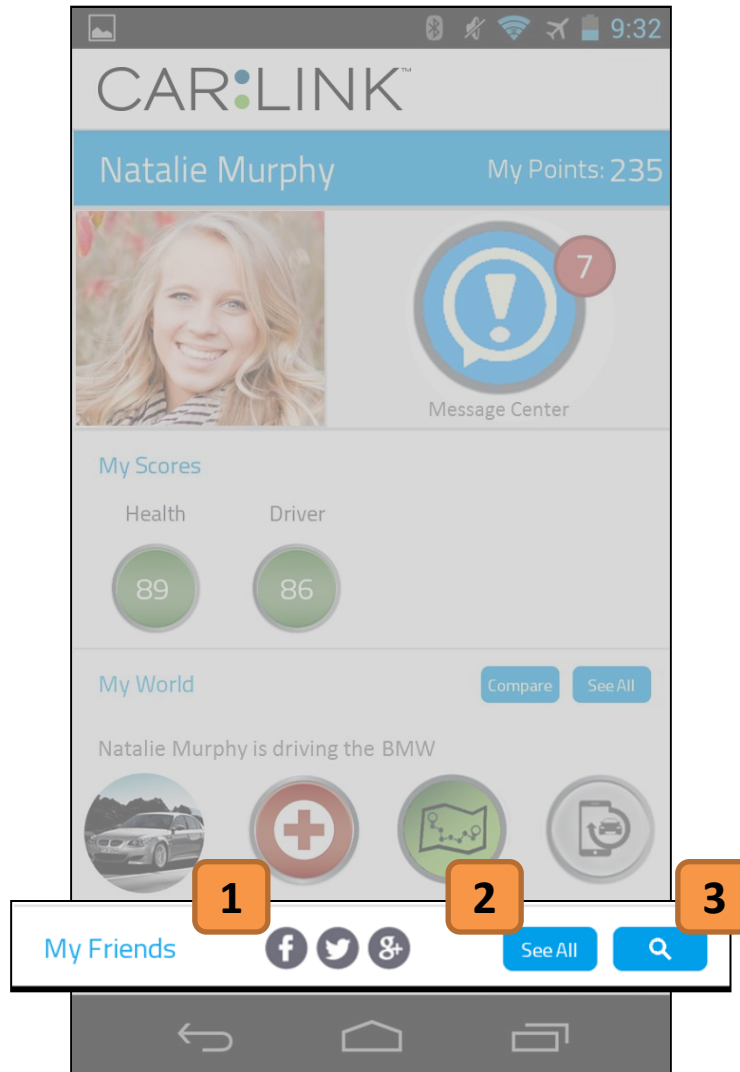 9:32
CAR:LINK™
Natalie Murphy My Points: 235
7
Message Center
My Scores
Health Driver
89 86
My World Compare See All
Natalie Murphy is driving the BMW
1 2 3
My Friends f 8+ See All